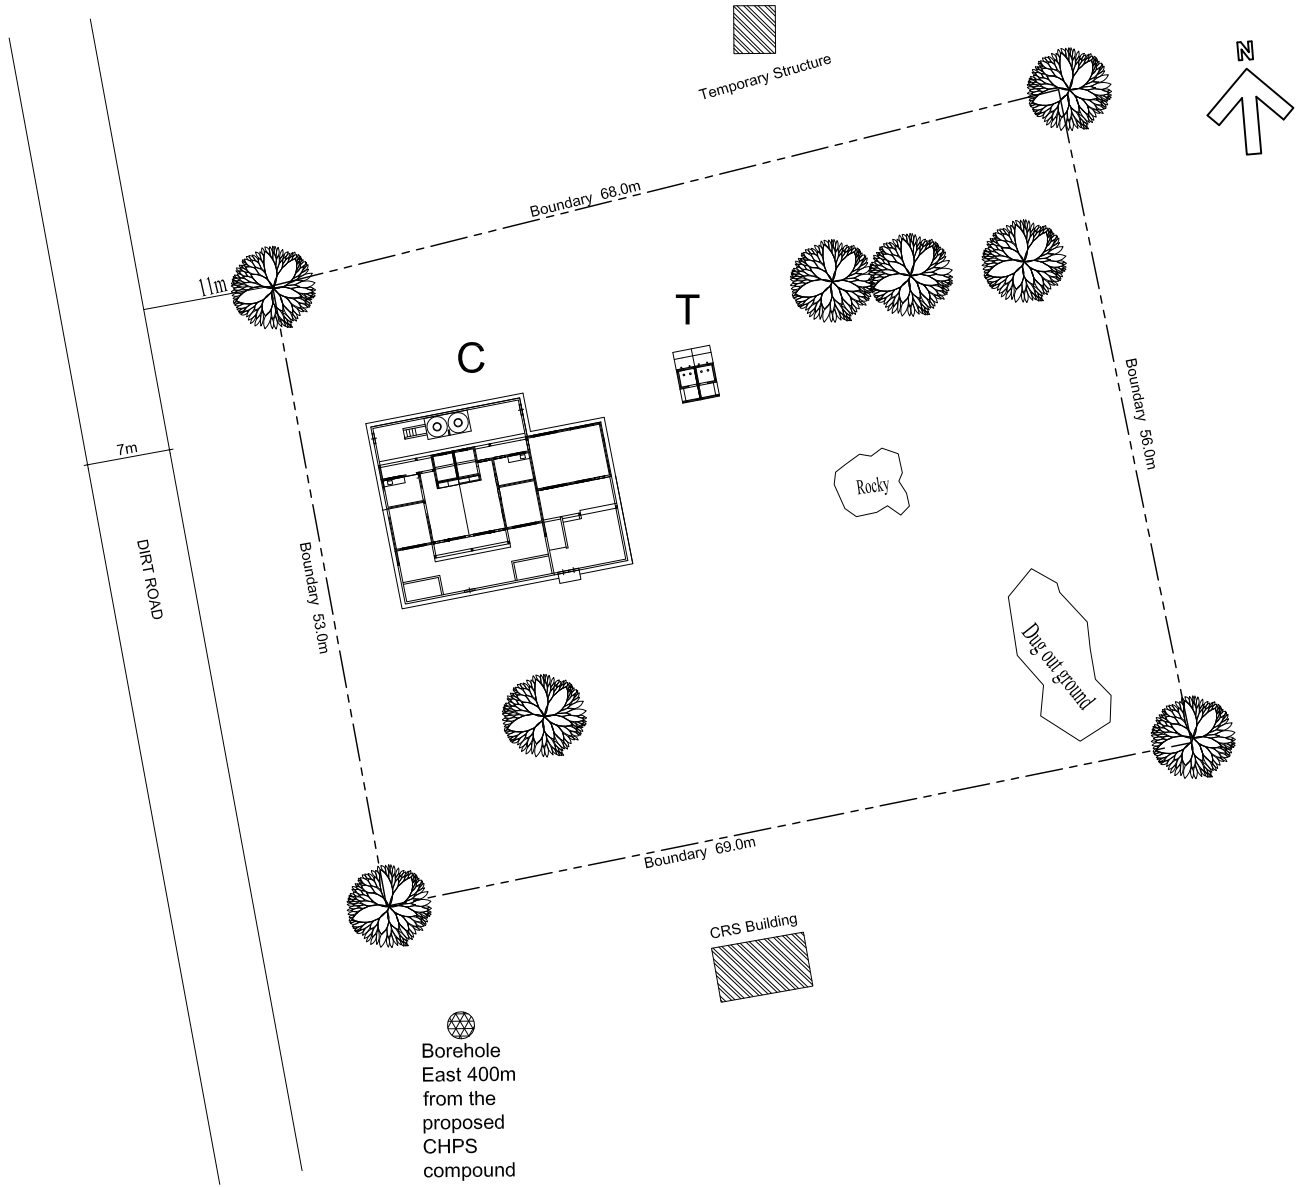 N
Temporary Structure
Boundary 68.0m
11m
T
C
Boundary 56.0m
7m
Rocky
DIRT ROAD
Boundary 53.0m
Dug out ground
Boundary 69.0m
CRS Building
Borehole
East 400m
from the
proposed
CHPS
compound